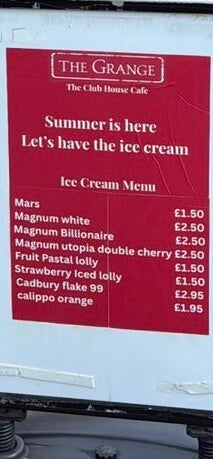 THE GRANGE
The Club House Cafe
Summer is here
Let's have the ice cream
Ice Cream Menu
Mars £1.50
Magnum white £2.50
Magnum Billionaire £2.50
Magnum utopia double cherry £2.50
Fruit Pastal lolly £1.50
Strawberry Iced lolly £1.50
Cadbury flake 99 £2.95
calippo orange £1.95